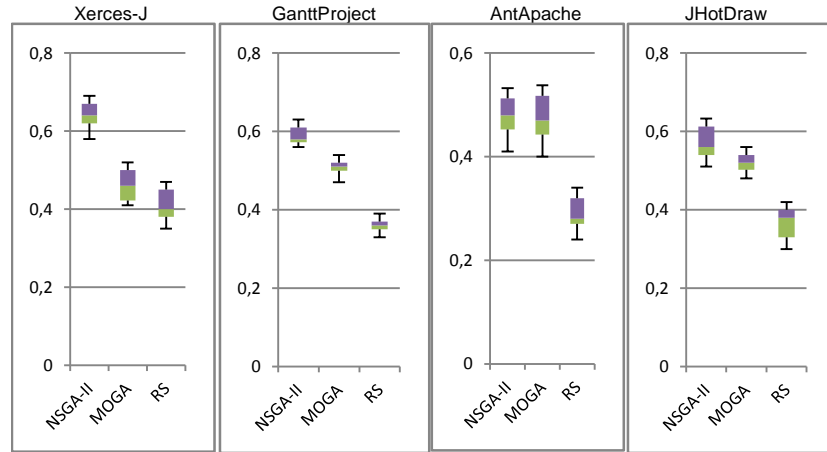 Xerces-J
0,8
0,6
0,4
0,2
0
NSGA-II
MOGA
RS
GanttProject
0,8
0,6
0,4
0,2
0
NSGA-II
MOGA
RS
AntApache
0,6
0,4
0,2
0
NSGA-II
MOGA
RS
JHotDraw
0,8
0,6
0,4
0,2
0
NSGA-II
MOGA
RS